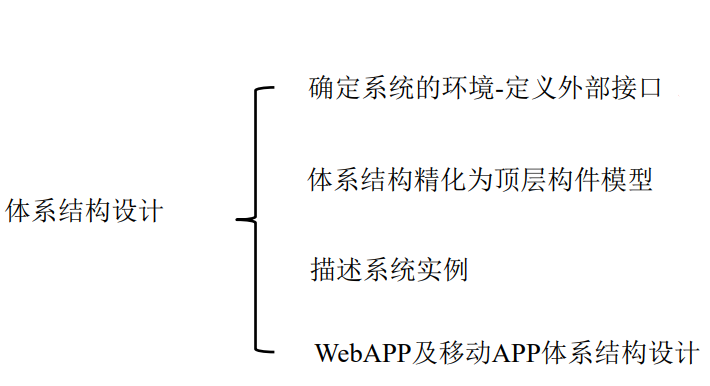 体系结构设计
确定系统的环境-定义外部接口
体系结构精化为顶层构件模型
描述系统实例
WebAPP及移动APP体系结构设计